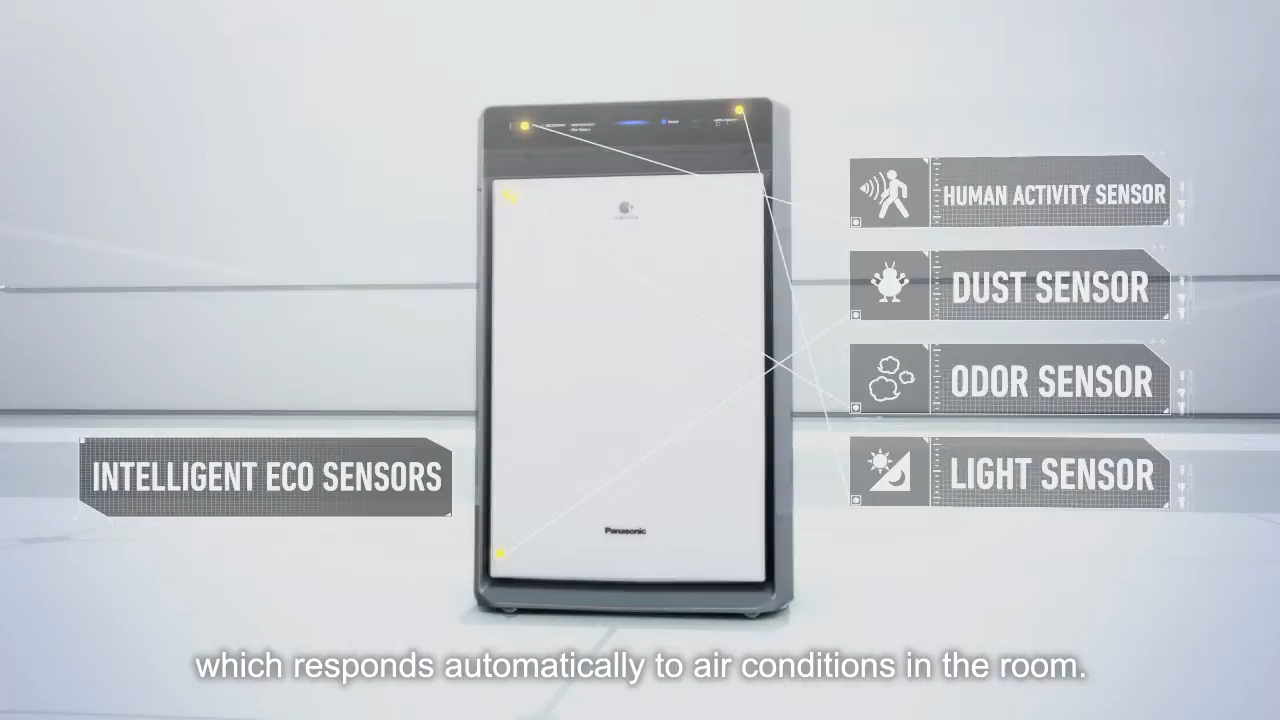 HUMAN ACTIVITY SENSOR
DUST SENSOR
ODOR SENSOR
INTELLIGENT ECO SENSORS
LIGHT SENSOR
Panasonic
which responds automatically to air conditions in the room.